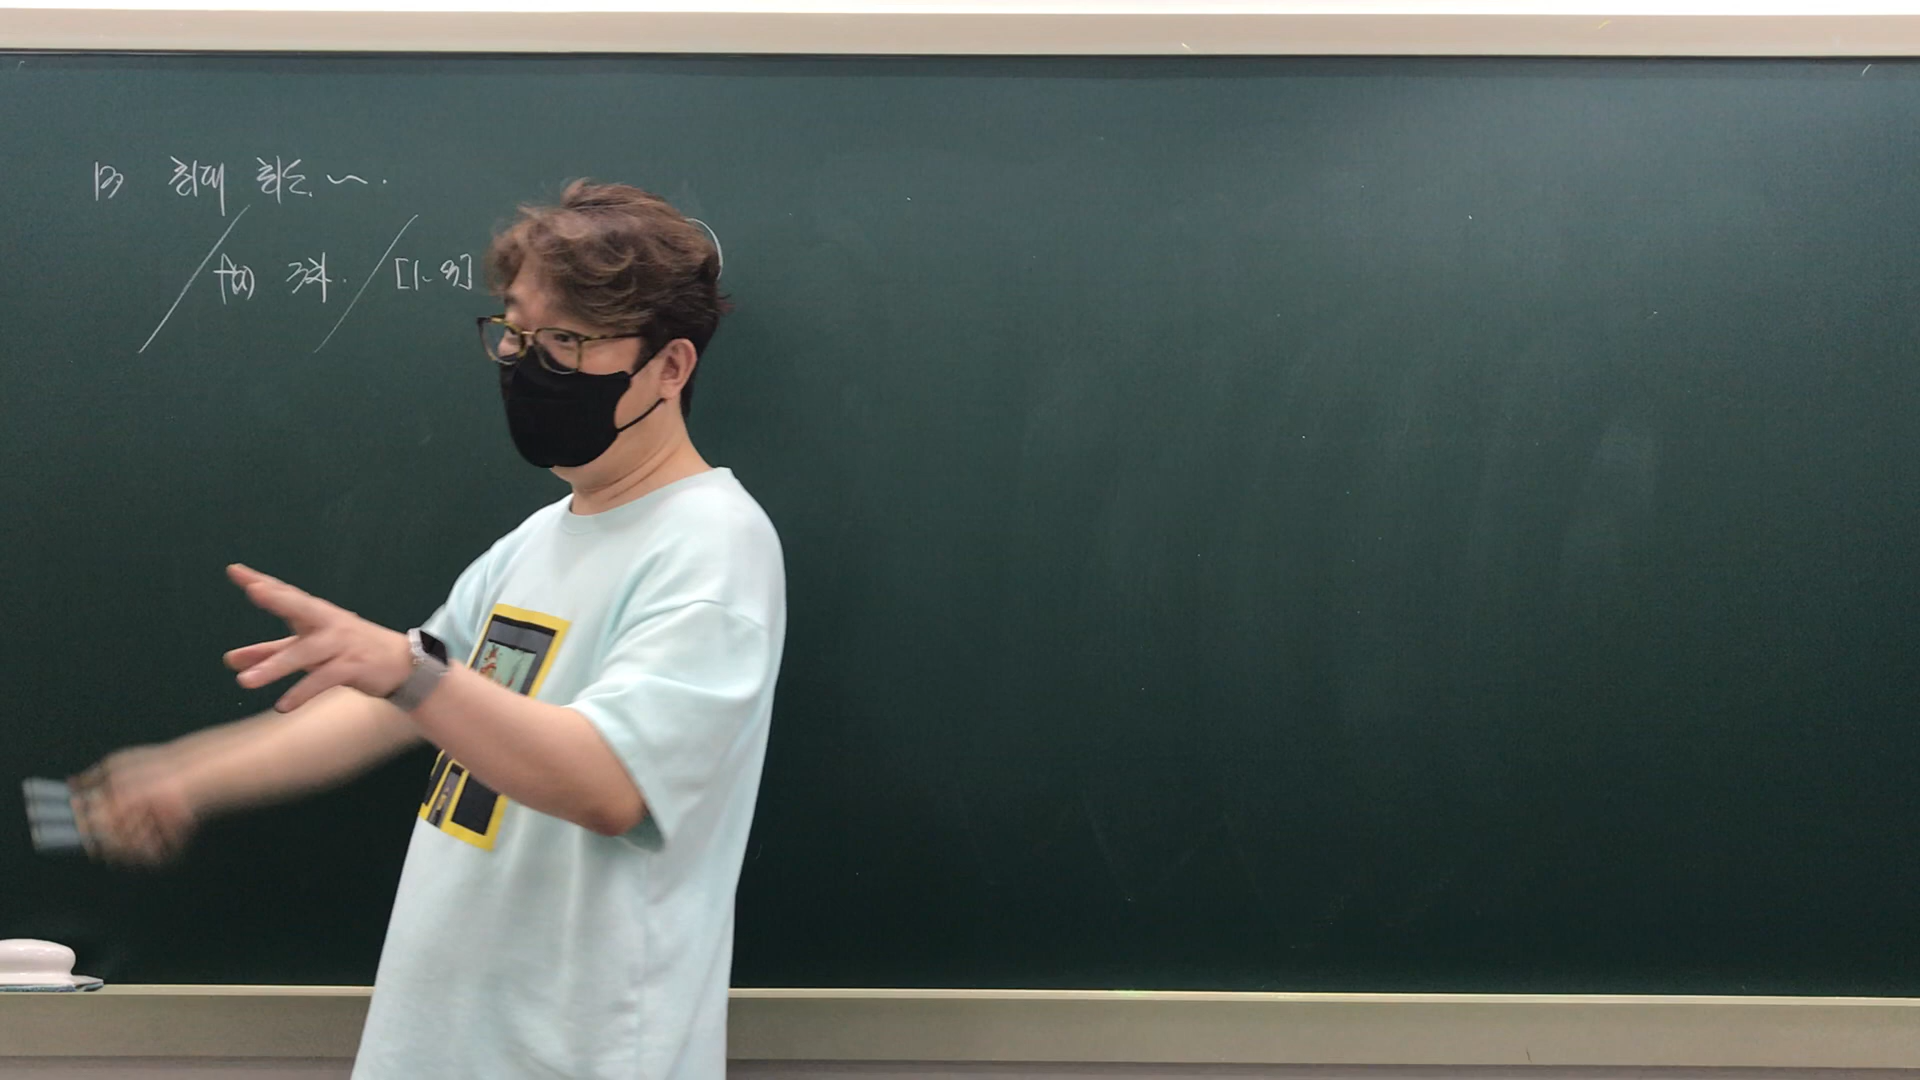 13 최대 최소 ~.
f(x) 3차. [1. 3]